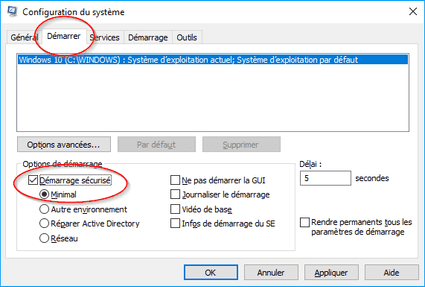 Configuration du système
Général Démarrer Services Démarrage Outils
Windows 10 (C:\WINDOWS) : Système d'exploitation actuel; Système d'exploitation par défaut
Options avancées... Par défaut Supprimer
Options de démarrage
Délai :
Démarrage sécurisé Ne pas démarrer la GUI
5 secondes
Minimal Journaliser le démarrage
Autre environnement Vidéo de base
Réparer Active Directory Infos de démarrage du SE
Rendre permanents tous les
paramètres de démarrage
Réseau
OK Annuler Appliquer Aide